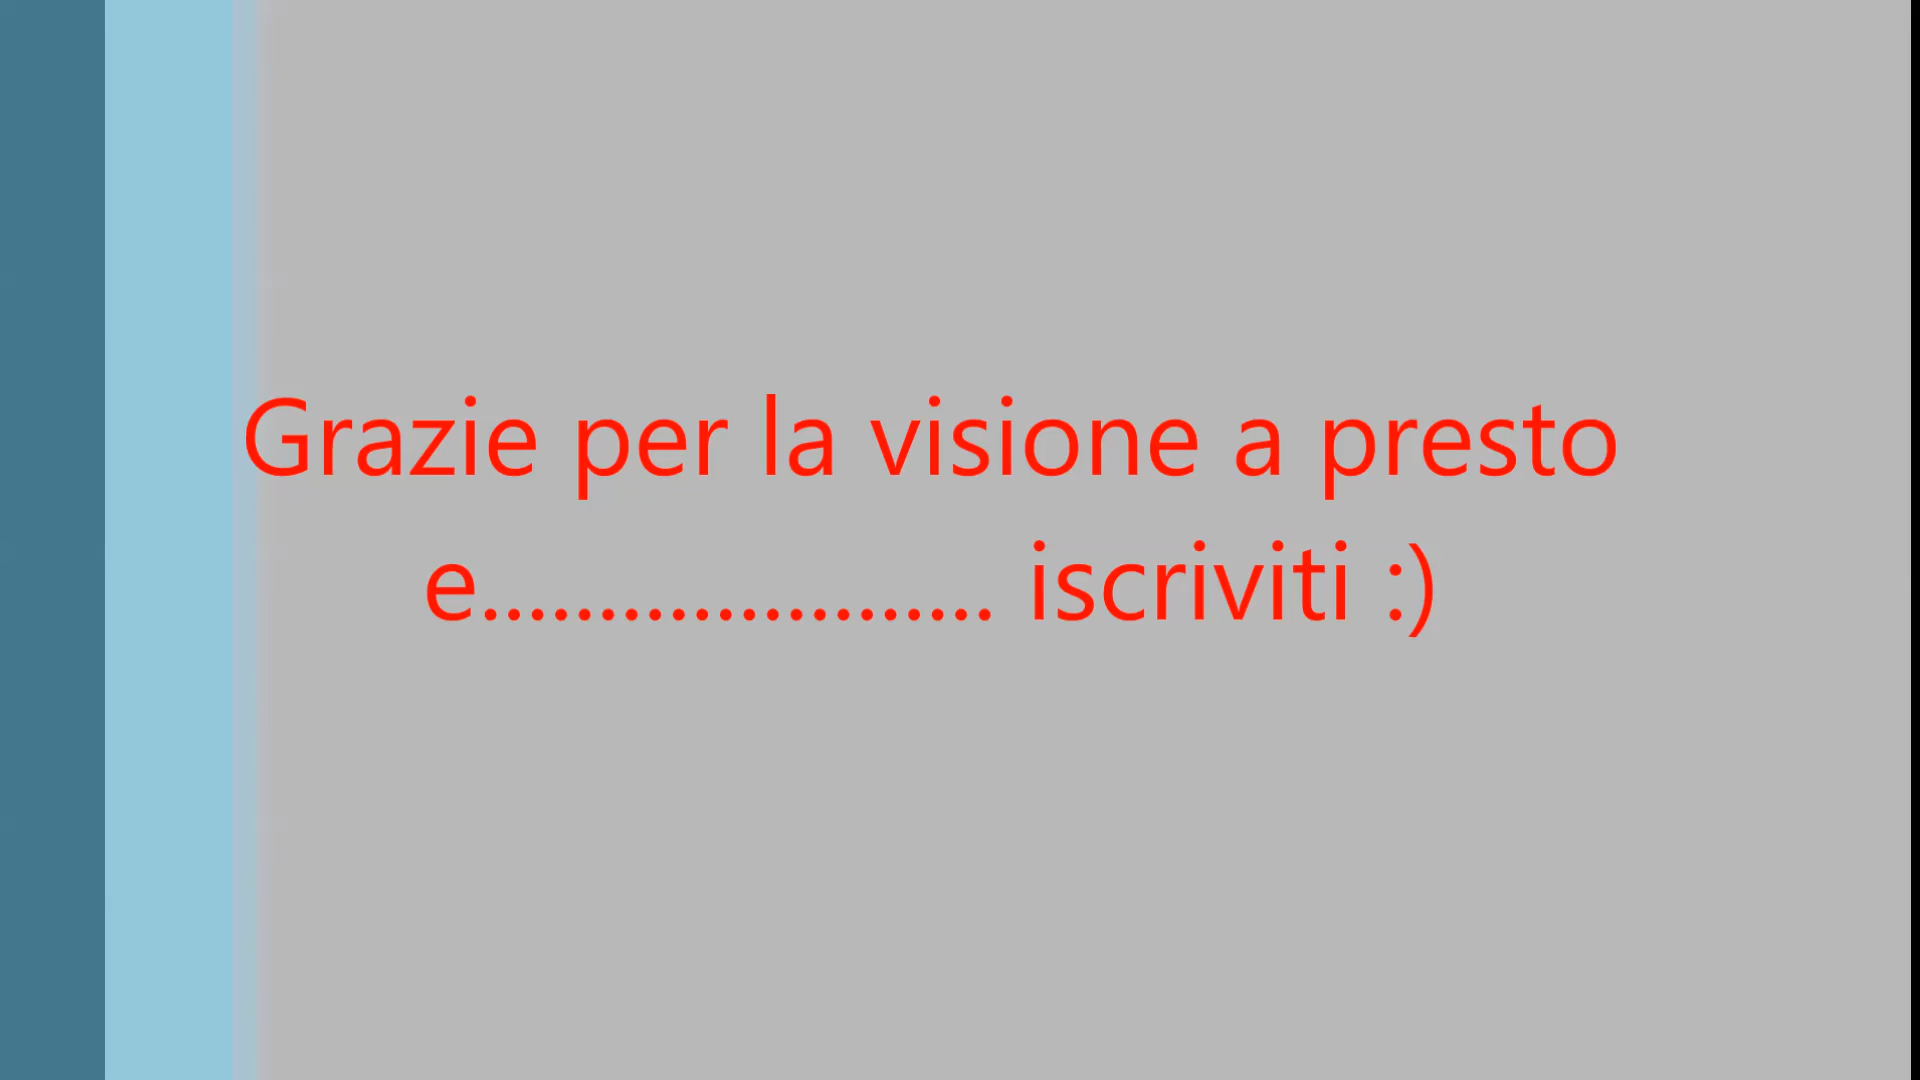 Grazie per la visione a presto
e...................... iscriviti :)